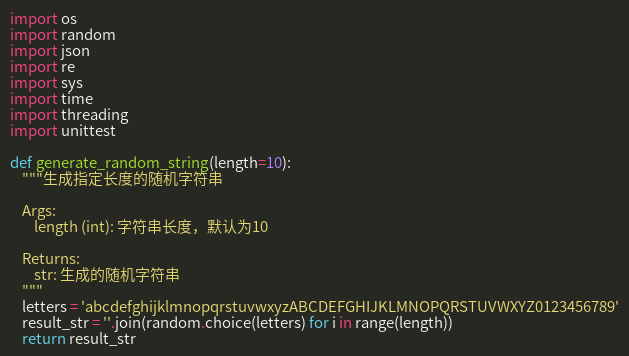 import os
import random
import json
import re
import sys
import time
import threading
import unittest

def generate_random_string(length=10):
    """生成指定长度的随机字符串

    Args:
        length (int): 字符串长度，默认为10

    Returns:
        str: 生成的随机字符串
    """
    letters = 'abcdefghijklmnopqrstuvwxyzABCDEFGHIJKLMNOPQRSTUVWXYZ0123456789'
    result_str = ''.join(random.choice(letters) for i in range(length))
    return result_str